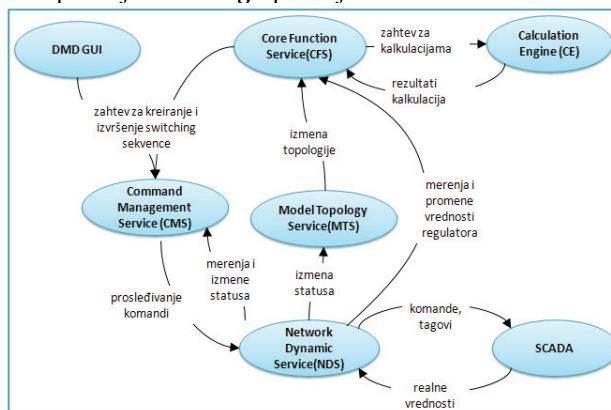 DMD GUI
Core Function
Service(CFS)
zahtev za
kalkulacijama
Calculation
Engine (CE)
rezultati
kalkulacija
zahtev za kreiranje i
izvršenje switching
sekvence
izmena
topologije
merenja i
promene
vrednosti
regulatora
Command
Management
Service (CMS)
Model Topology
Service(MTS)
merenja i
izmene
statusa
izmena
statusa
prosleđivanje
komandi
komande,
tagovi
Network
Dynamic
Service(NDS)
SCADA
realne
vrednosti